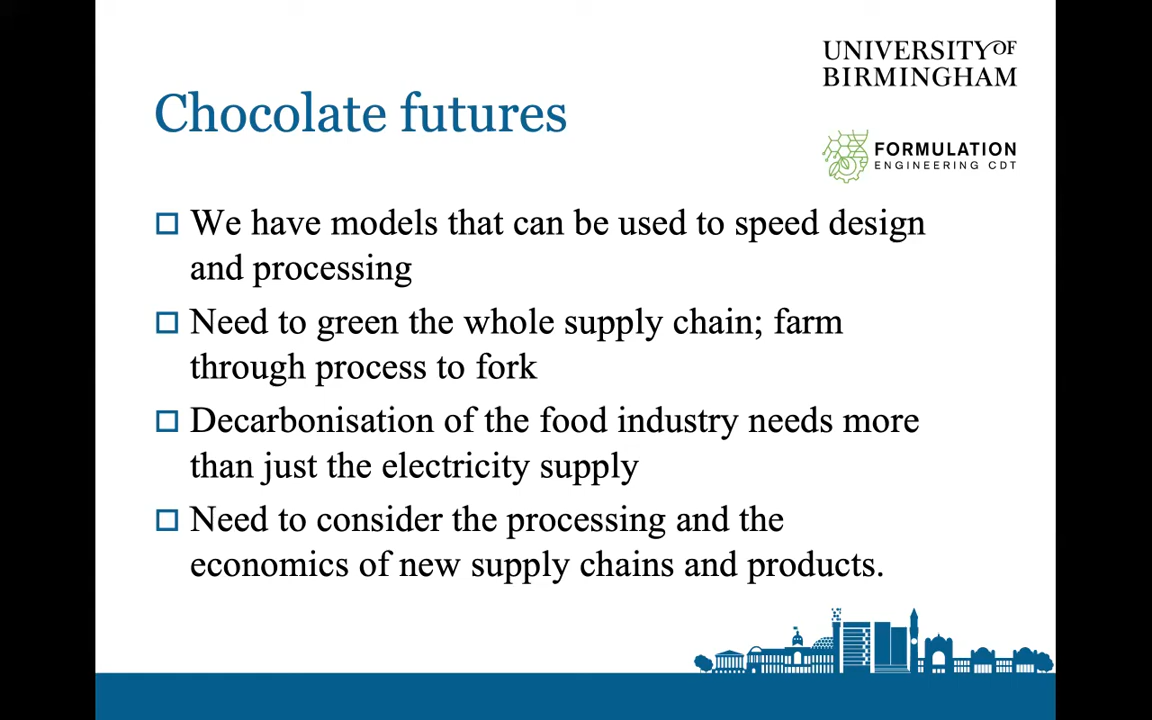 UNIVERSITY OF
BIRMINGHAM
Chocolate futures
FORMULATION
ENGINEERING CDT
We have models that can be used to speed design
and processing
Need to green the whole supply chain; farm
through process to fork
Decarbonisation of the food industry needs more
than just the electricity supply
Need to consider the processing and the
economics of new supply chains and products.